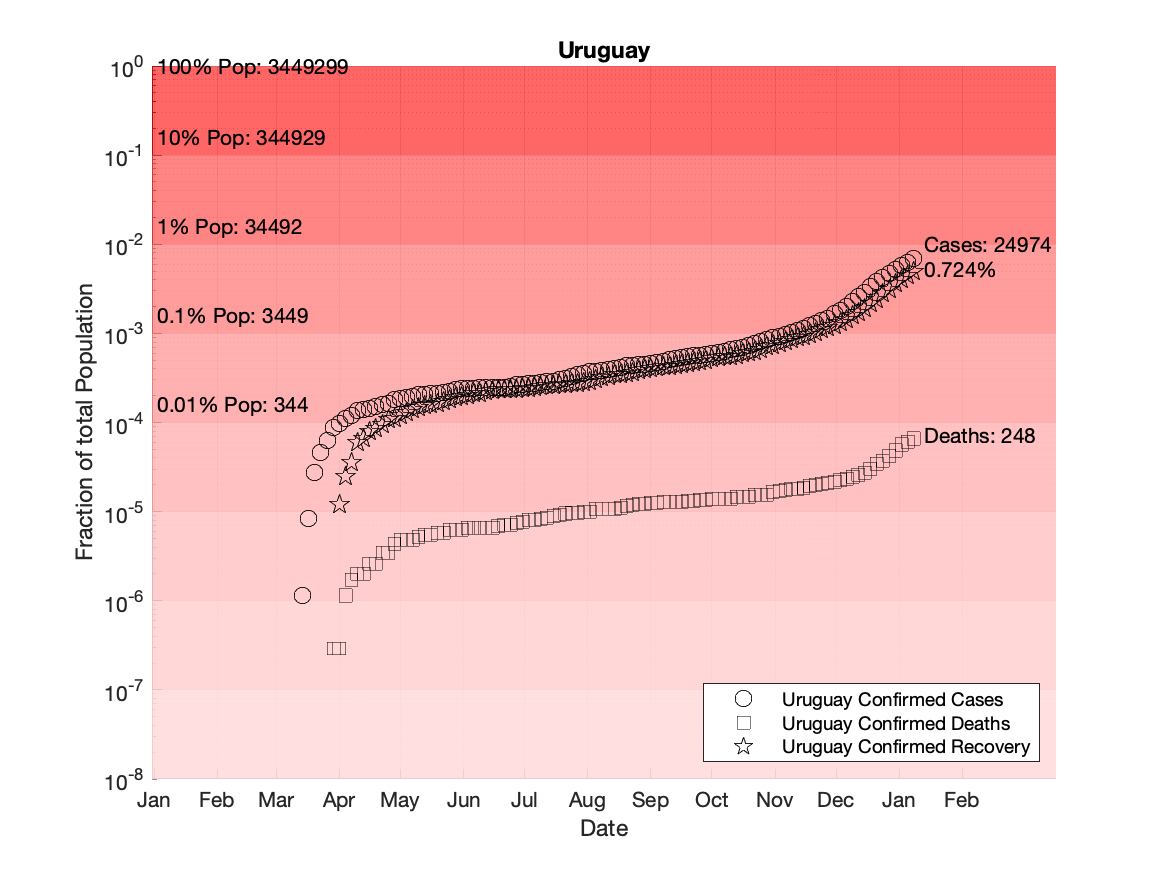 Uruguay
10^0
100% Pop: 3449299
10% Pop: 344929
10^-1
1% Pop: 34492
10^-2
Cases: 24974
0.724%
0.1% Pop: 3449
10^-3
0.01% Pop: 344
10^-4
Deaths: 248
10^-5
10^-6
10^-7
10^-8
Fraction of total Population
Uruguay Confirmed Cases
Uruguay Confirmed Deaths
Uruguay Confirmed Recovery
Jan Feb Mar Apr May Jun Jul Aug Sep Oct Nov Dec Jan Feb
Date